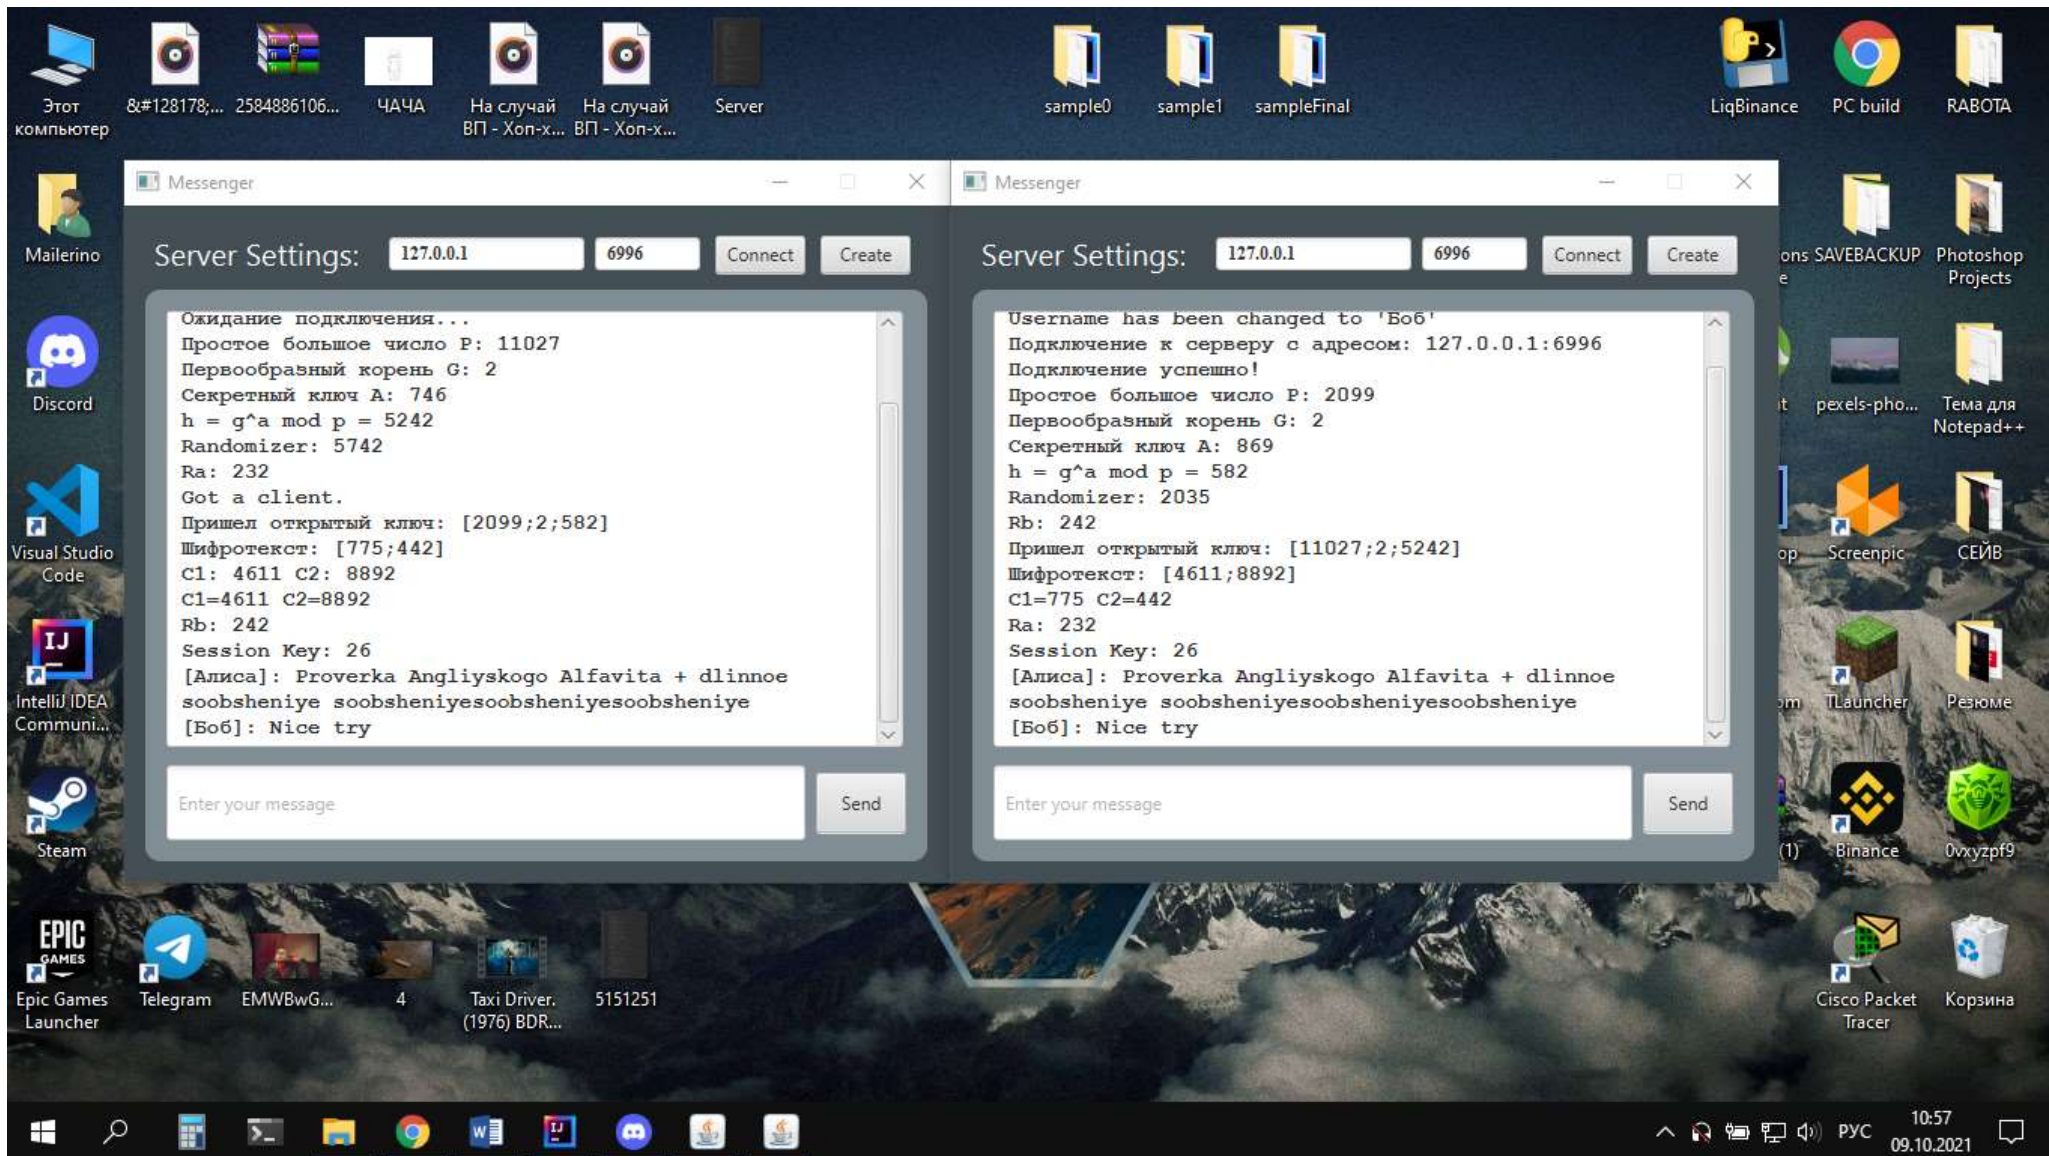 Этот
компьютер
&#128178;...
2584886106...
ЧАЧА
На случай
ВП - Хоп-х...
На случай
ВП - Хоп-х...
Server
sample0
sample1
sampleFinal
LiqBinance
PC build
RABOTA
Mailerino
Discord
Visual Studio
Code
IJ
IntelliJ IDEA
Communi...
Steam
Messenger
Server Settings:
127.0.0.1
6996
Connect
Create
Ожидание подключения...
Простое большое число P: 11027
Первообразный корень G: 2
Секретный ключ A: 746
h = g^a mod p = 5242
Randomizer: 5742
Ra: 232
Got a client.
Пришел открытый ключ: [2099;2;582]
Шифротекст: [775;442]
C1: 4611 C2: 8892
C1=4611 C2=8892
Rb: 242
Session Key: 26
[Алиса]: Proverka Angliyskogo Alfavita + dlinnoe
soobsheniye soobsheniyesoobsheniyesoobsheniye
[Боб]: Nice try
Enter your message
Send
Messenger
Server Settings:
127.0.0.1
6996
Connect
Create
Username has been changed to 'Боб'
Подключение к серверу с адресом: 127.0.0.1:6996
Подключение успешно!
Простое большое число P: 2099
Первообразный корень G: 2
Секретный ключ A: 869
h = g^a mod p = 582
Randomizer: 2035
Rb: 242
Пришел открытый ключ: [11027;2;5242]
Шифротекст: [4611;8892]
C1=775 C2=442
Ra: 232
Session Key: 26
[Алиса]: Proverka Angliyskogo Alfavita + dlinnoe
soobsheniye soobsheniyesoobsheniyesoobsheniye
[Боб]: Nice try
Enter your message
Send
ons
e
SAVEBACKUP
Photoshop
Projects
t
pexels-pho...
Тема для
Notepad++
op
Screenpic
СЕЙВ
om
TLauncher
Резюме
(1)
Binance
0vxyzpf9
EPIC
GAMES
Epic Games
Launcher
Telegram
EMWBwG...
4
Taxi Driver.
(1976) BDR...
5151251
Cisco Packet
Tracer
Корзина
W
IJ
РУС
10:57
09.10.2021